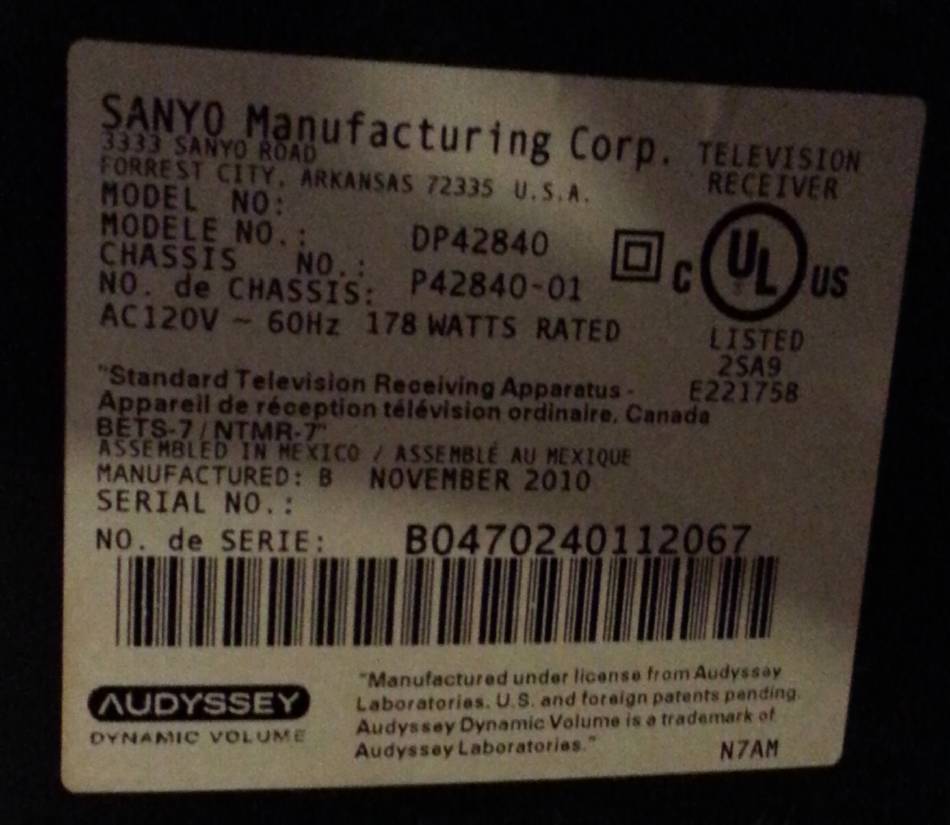 SANYO Manufacturing Corp.
3333 SANYO ROAD
FORREST CITY, ARKANSAS 72335 U.S.A.
TELEVISION
RECEIVER
MODEL NO:
MODELE NO.: DP42840
CHASSIS NO.:
NO. de CHASSIS: P42840-01
AC120V ~ 60Hz 178 WATTS RATED
C UL US
LISTED
2SA9
E221758
"Standard Television Receiving Apparatus -
Appareil de réception télévision ordinaire, Canada
BETS-7 / NTMR-7"
ASSEMBLED IN MEXICO / ASSEMBLÉ AU MEXIQUE
MANUFACTURED: B NOVEMBER 2010
SERIAL NO.:
NO. de SERIE: B0470240112067
AUDYSSEY
DYNAMIC VOLUME
"Manufactured under license from Audyssey
Laboratories. U.S. and foreign patents pending.
Audyssey Dynamic Volume is a trademark of
Audyssey Laboratories."
N7AM